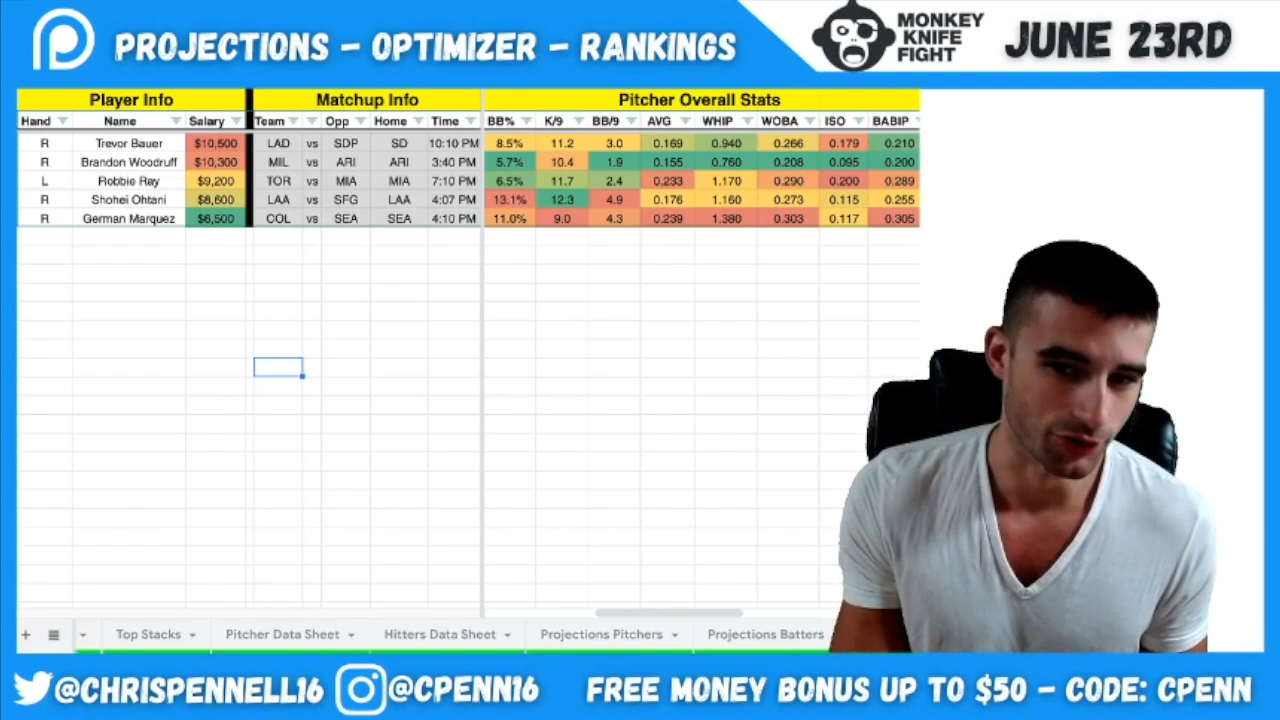 PROJECTIONS - OPTIMIZER - RANKINGS
MONKEY
KNIFE
FIGHT
JUNE 23RD
Player Info Matchup Info Pitcher Overall Stats
Hand Name Salary Team Opp Home Time BB% K/9 BB/9 AVG WHIP WOBA ISO BABIP
R Trevor Bauer $10,500 LAD vs SDP SD 10:10 PM 8.5% 11.2 3.0 0.169 0.940 0.266 0.179 0.210
R Brandon Woodruff $10,300 MIL vs ARI ARI 3:40 PM 5.7% 10.4 1.9 0.155 0.760 0.208 0.095 0.200
L Robbie Ray $9,200 TOR vs MIA MIA 7:10 PM 6.5% 11.7 2.4 0.233 1.170 0.290 0.200 0.289
R Shohei Ohtani $8,600 LAA vs SFG LAA 4:07 PM 13.1% 12.3 4.9 0.176 1.160 0.273 0.115 0.255
R German Marquez $6,500 COL vs SEA SEA 4:10 PM 11.0% 9.0 4.3 0.239 1.380 0.303 0.117 0.305
Top Stacks Pitcher Data Sheet Hitters Data Sheet Projections Pitchers Projections Batters
@CHRISPENNELL16 @CPENN16 FREE MONEY BONUS UP TO $50 - CODE: CPENN